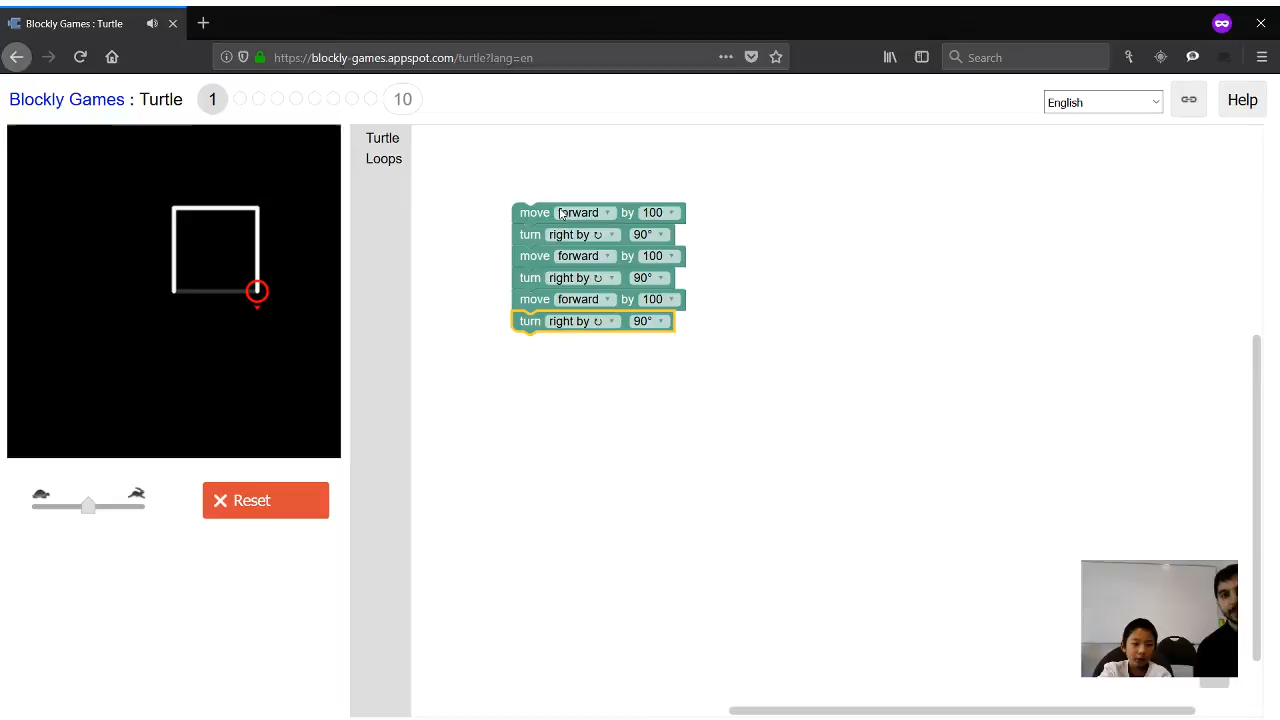 Blockly Games : Turtle
https://blockly-games.appspot.com/turtle?lang=en
Search
Blockly Games : Turtle
1
10
English
Help
Turtle
Loops
move forward by 100
turn right by ↻ 90°
move forward by 100
turn right by ↻ 90°
move forward by 100
turn right by ↻ 90°
Reset